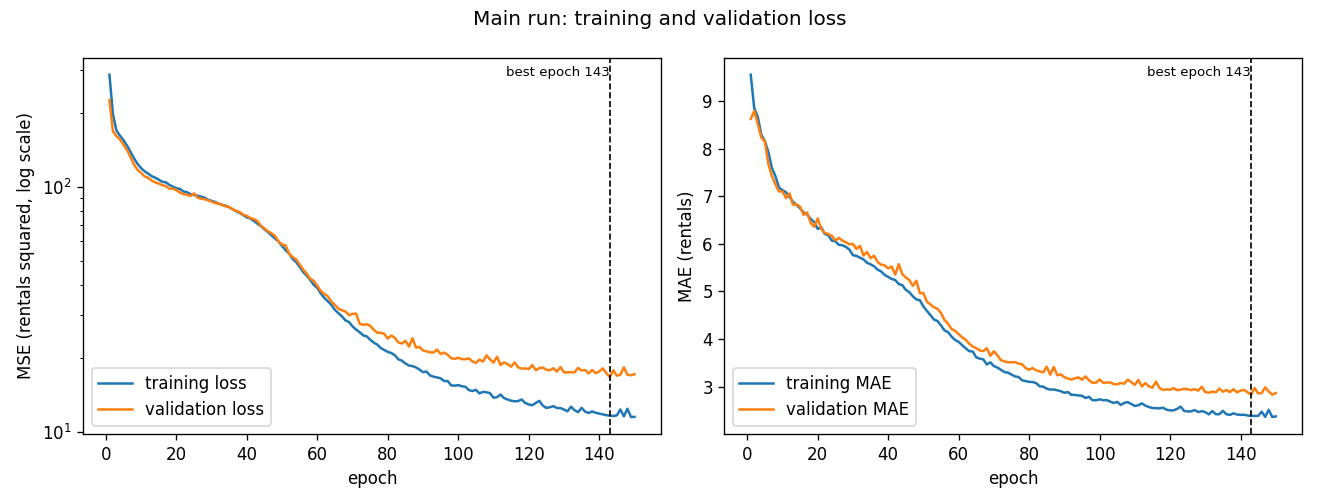 Main run: training and validation loss
best epoch 143
MSE (rentals squared, log scale)
10²
10¹
training loss
validation loss
0 20 40 60 80 100 120 140
epoch
best epoch 143
MAE (rentals)
9
8
7
6
5
4
3
training MAE
validation MAE
0 20 40 60 80 100 120 140
epoch